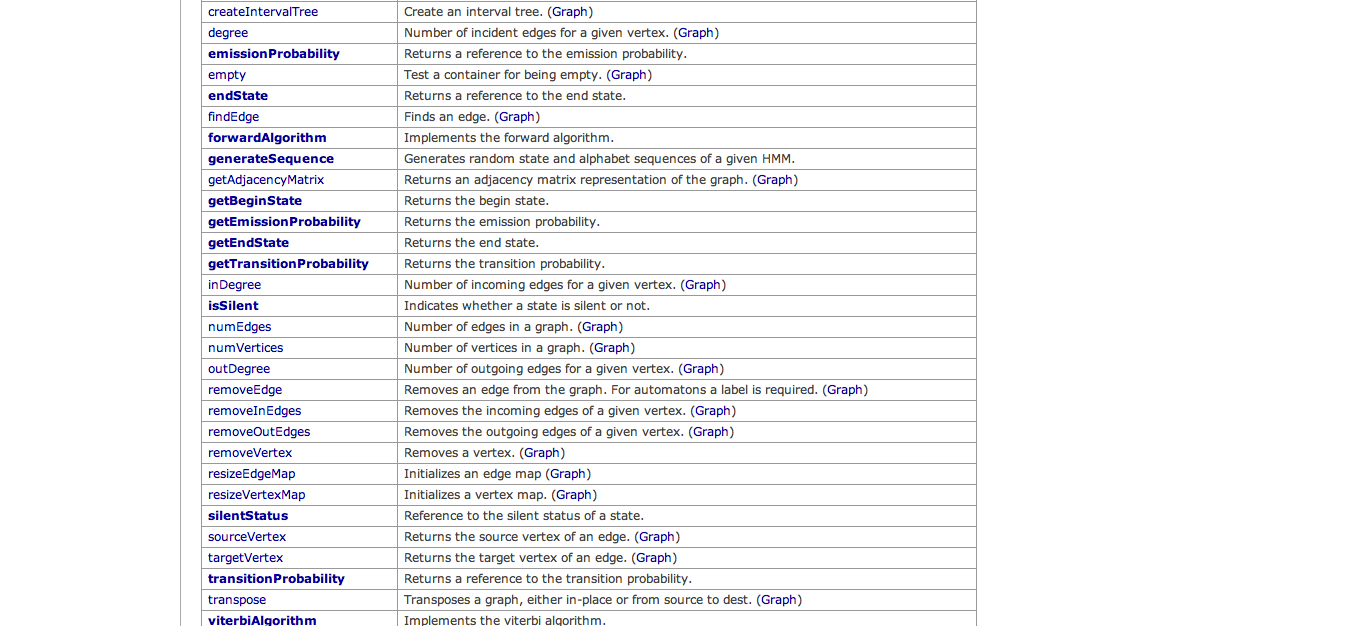 createIntervalTree Create an interval tree. (Graph)
degree Number of incident edges for a given vertex. (Graph)
emissionProbability Returns a reference to the emission probability.
empty Test a container for being empty. (Graph)
endState Returns a reference to the end state.
findEdge Finds an edge. (Graph)
forwardAlgorithm Implements the forward algorithm.
generateSequence Generates random state and alphabet sequences of a given HMM.
getAdjacencyMatrix Returns an adjacency matrix representation of the graph. (Graph)
getBeginState Returns the begin state.
getEmissionProbability Returns the emission probability.
getEndState Returns the end state.
getTransitionProbability Returns the transition probability.
inDegree Number of incoming edges for a given vertex. (Graph)
isSilent Indicates whether a state is silent or not.
numEdges Number of edges in a graph. (Graph)
numVertices Number of vertices in a graph. (Graph)
outDegree Number of outgoing edges for a given vertex. (Graph)
removeEdge Removes an edge from the graph. For automatons a label is required. (Graph)
removeInEdges Removes the incoming edges of a given vertex. (Graph)
removeOutEdges Removes the outgoing edges of a given vertex. (Graph)
removeVertex Removes a vertex. (Graph)
resizeEdgeMap Initializes an edge map (Graph)
resizeVertexMap Initializes a vertex map. (Graph)
silentStatus Reference to the silent status of a state.
sourceVertex Returns the source vertex of an edge. (Graph)
targetVertex Returns the target vertex of an edge. (Graph)
transitionProbability Returns a reference to the transition probability.
transpose Transposes a graph, either in-place or from source to dest. (Graph)
viterbiAlgorithm Implements the viterbi algorithm.